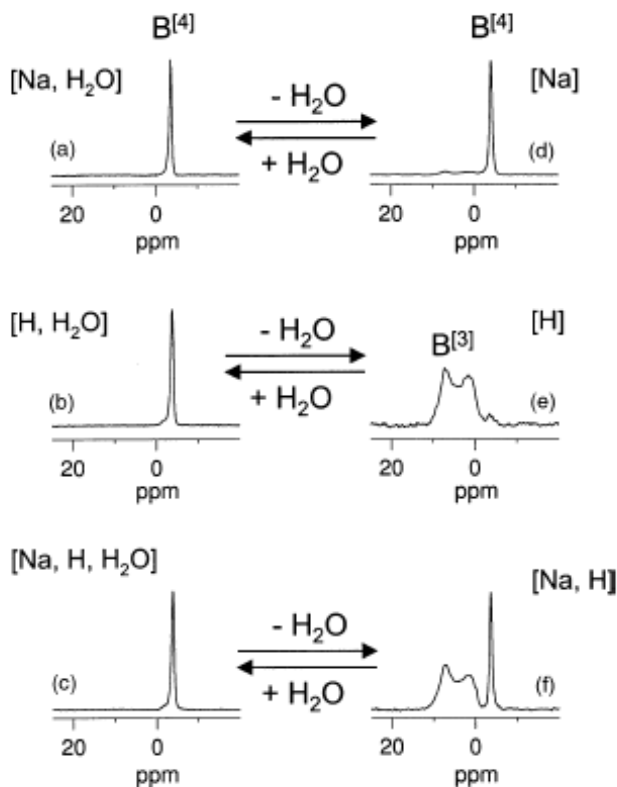 B[4] B[4]
[Na, H2O] - H2O [Na]
(a) + H2O (d)
20 0 20 0
ppm ppm
[H, H2O] - H2O B[3] [H]
(b) + H2O (e)
20 0 20 0
ppm ppm
[Na, H, H2O] [Na, H]
- H2O
(c) + H2O (f)
20 0 20 0
ppm ppm